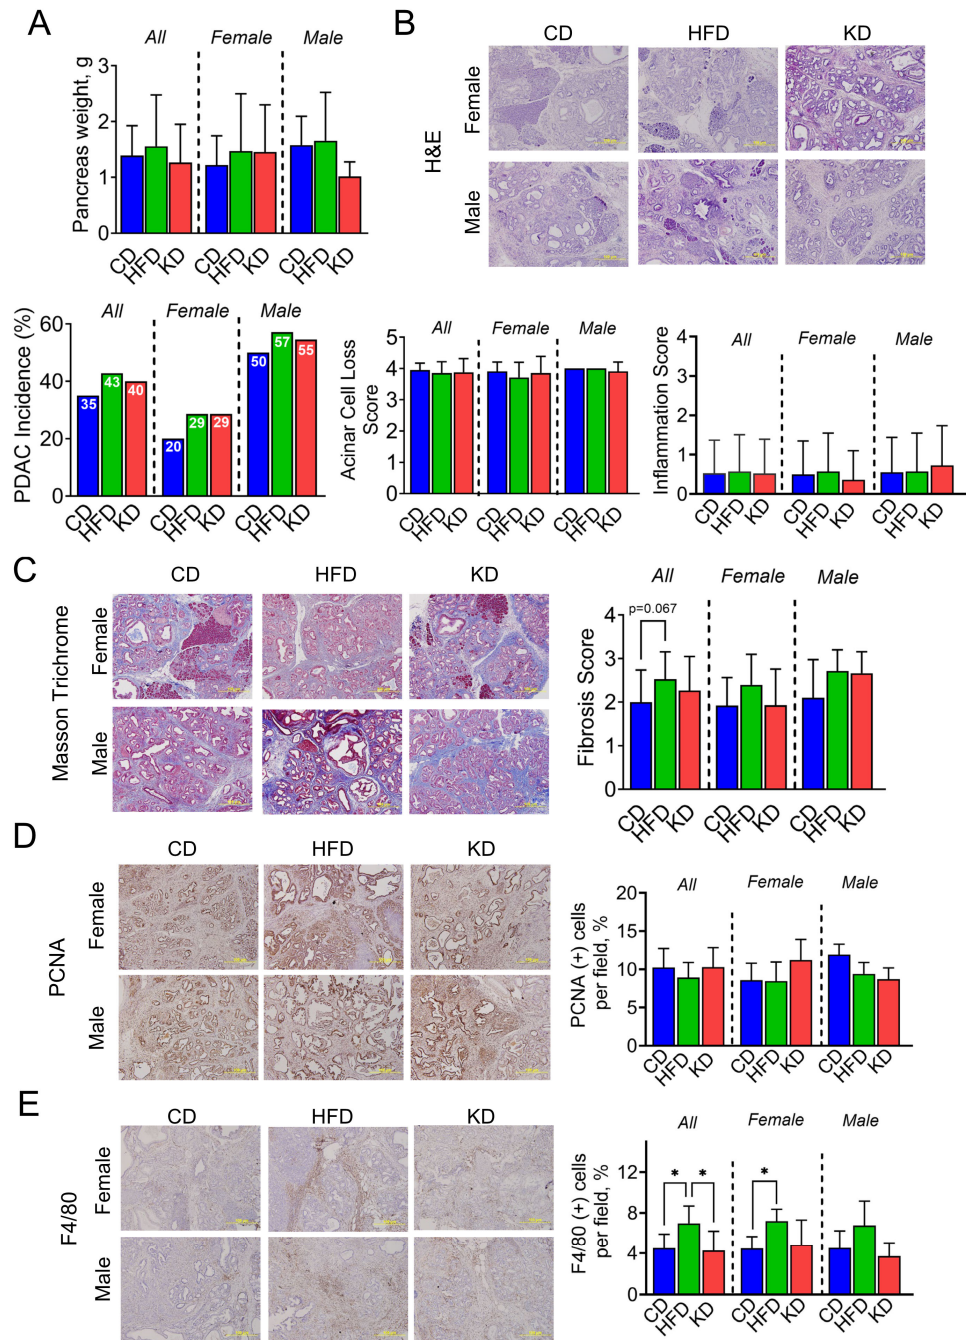 A
All Female Male
Pancreas weight, g
3
2
1
0
CD HFD KD CD HFD KD CD HFD KD
B
CD HFD KD
H&E
Female
Male
All Female Male
PDAC Incidence (%)
60
40
20
0
35 43 40 20 29 29 50 57 55
CD HFD KD CD HFD KD CD HFD KD
All Female Male
Acinar Cell Loss
Score
5
4
3
2
1
0
CD HFD KD CD HFD KD CD HFD KD
All Female Male
Inflammation Score
4
3
2
1
0
CD HFD KD CD HFD KD CD HFD KD
C
CD HFD KD
Masson Trichrome
Female
Male
All Female Male
p=0.067
Fibrosis Score
4
3
2
1
0
CD HFD KD CD HFD KD CD HFD KD
D
CD HFD KD
PCNA
Female
Male
All Female Male
PCNA (+) cells
per field, %
20
15
10
5
0
CD HFD KD CD HFD KD CD HFD KD
E
CD HFD KD
F4/80
Female
Male
All Female Male
* * *
F4/80 (+) cells
per field, %
12
8
4
0
CD HFD KD CD HFD KD CD HFD KD